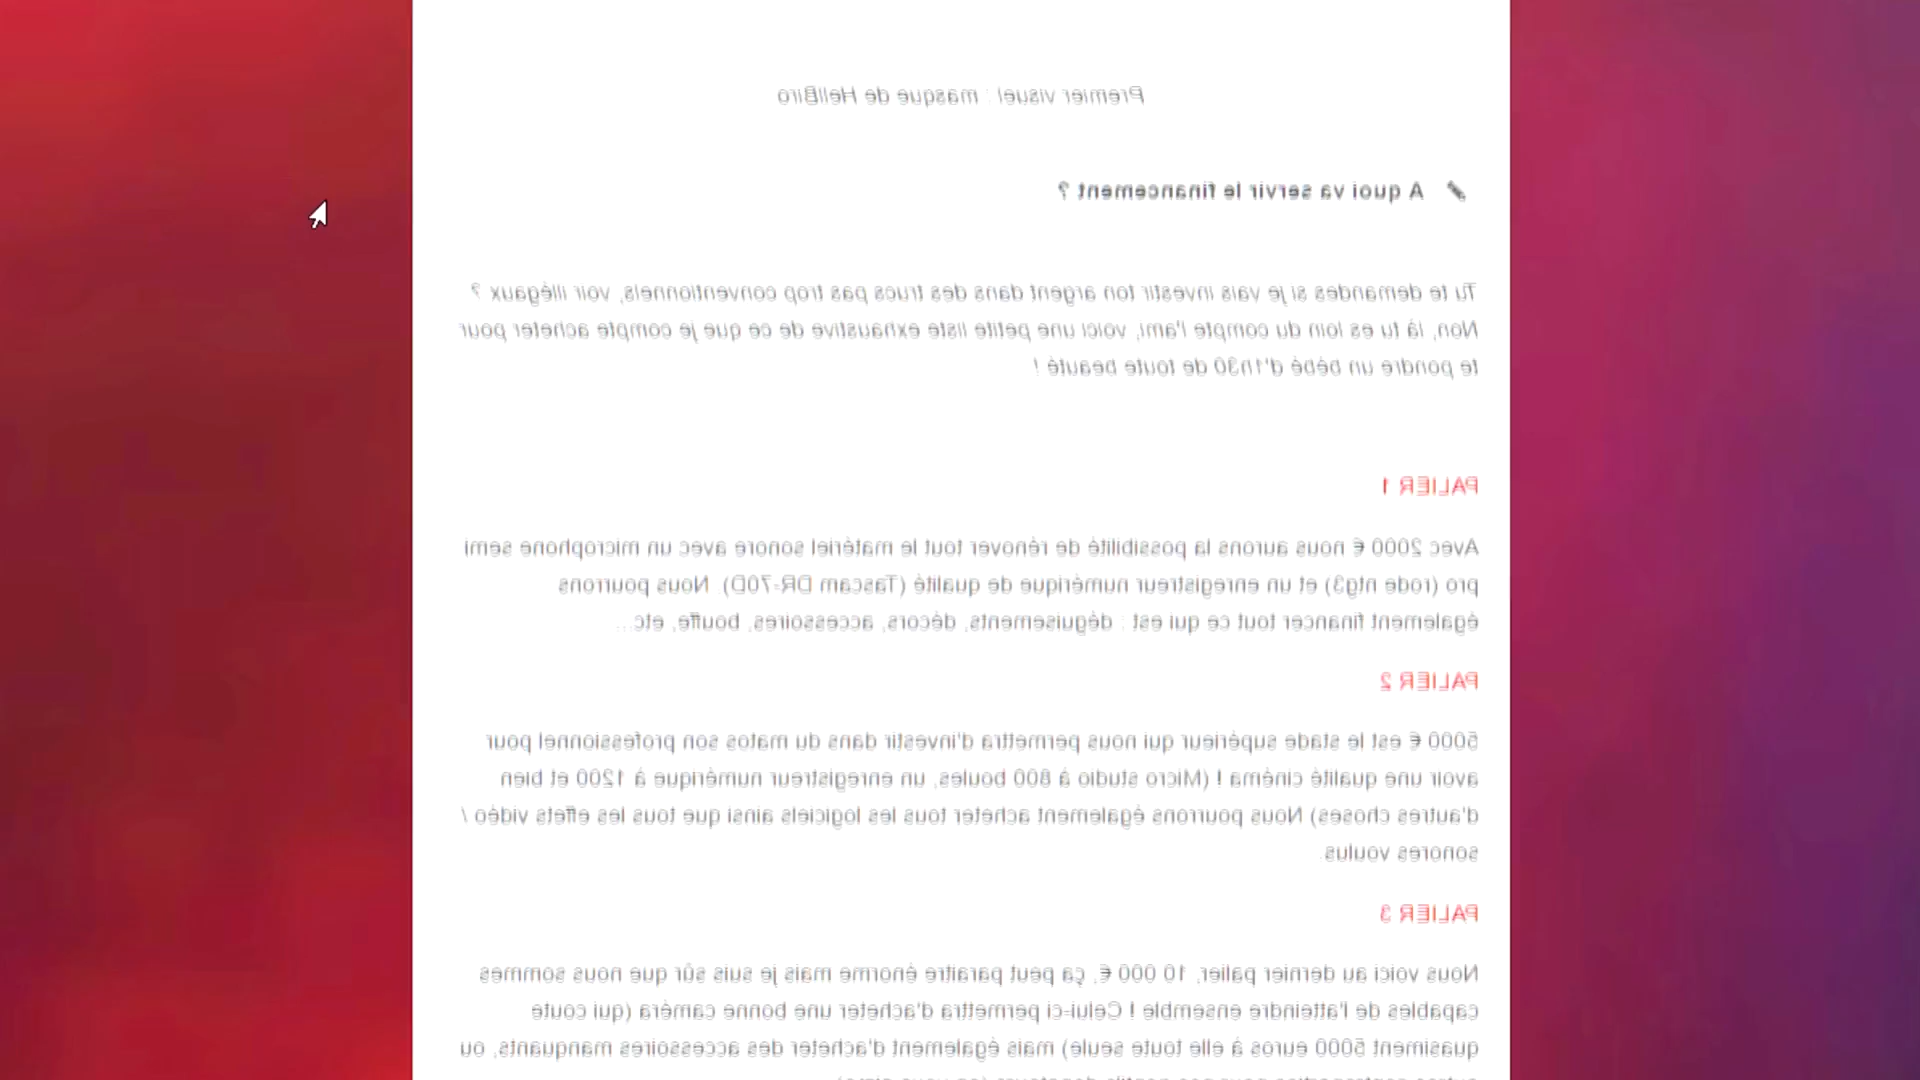 Premier visuel : masque de HellBiro
A quoi va servir le financement ?
Tu te demandes si je vais investir ton argent dans des trucs pas trop conventionnels, voir illégaux ?
Non, là tu es loin du compte l'ami, voici une petite liste exhaustive de ce que je compte acheter pour
te pondre un bébé d'1h30 de toute beauté !
PALIER 1
Avec 2000 € nous aurons la possibilité de rénover tout le matériel sonore avec un microphone semi
pro (rode ntg3) et un enregistreur numérique de qualité (Tascam DR-70D). Nous pourrons
également financer tout ce qui est : déguisements, décors, accessoires, bouffe, etc...
PALIER 2
5000 € est le stade supérieur qui nous permettra d'investir dans du matos son professionnel pour
avoir une qualité cinéma ! (Micro studio à 800 boules, un enregistreur numérique à 1200 et bien
d'autres choses) Nous pourrons également acheter tous les logiciels ainsi que tous les effets vidéo /
sonores voulus.
PALIER 3
Nous voici au dernier palier, 10 000 €, ça peut paraitre énorme mais je suis sûr que nous sommes
capables de l'atteindre ensemble ! Celui-ci permettra d'acheter une bonne caméra (qui coute
quasiment 5000 euros à elle toute seule) mais également d'acheter des accessoires manquants, ou